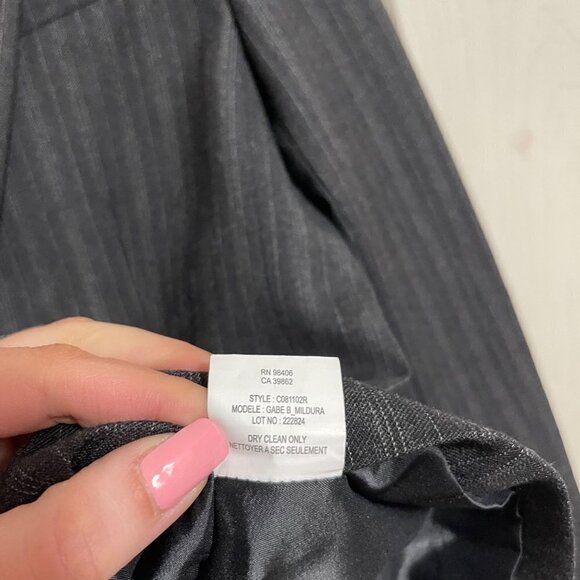 RN 98406
CA 39862
STYLE : C081102R
MODELE : GABE B_MILDURA
LOT NO : 222824
DRY CLEAN ONLY
NETTOYER A SEC SEULEMENT